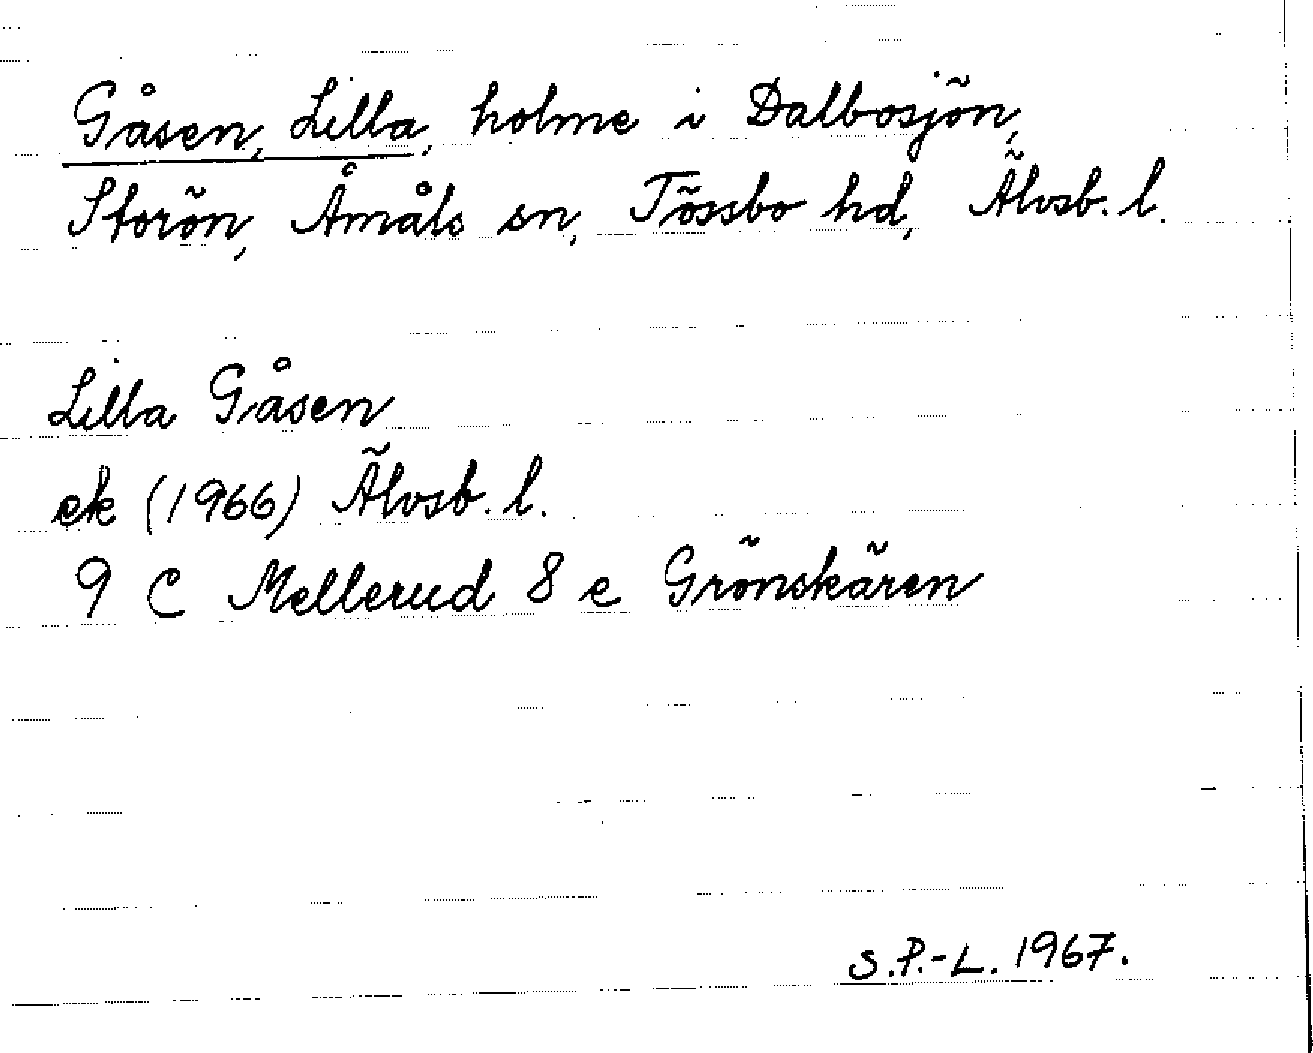 Gåsen, Lilla, holme i Dalbosjön,
Storön, Åmåls sn, Tössbo hd, Älvsb. l.
Lilla Gåsen
ek (1966) Älvsb. l.
9 C Mellerud 8 e Grönskären
S.P.-L. 1967.